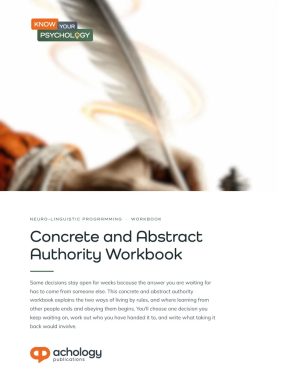 KNOW YOUR
PSYCHOLOGY
NEURO-LINGUISTIC PROGRAMMING · WORKBOOK
Concrete and Abstract
Authority Workbook
Some decisions stay open for weeks because the answer you are waiting for
has to come from someone else. This concrete and abstract authority
workbook explains the two ways of living by rules, and where learning from
other people ends and obeying them begins. You'll choose one decision you
keep waiting on, work out who you have handed it to, and write what taking it
back would involve.
achology
publications